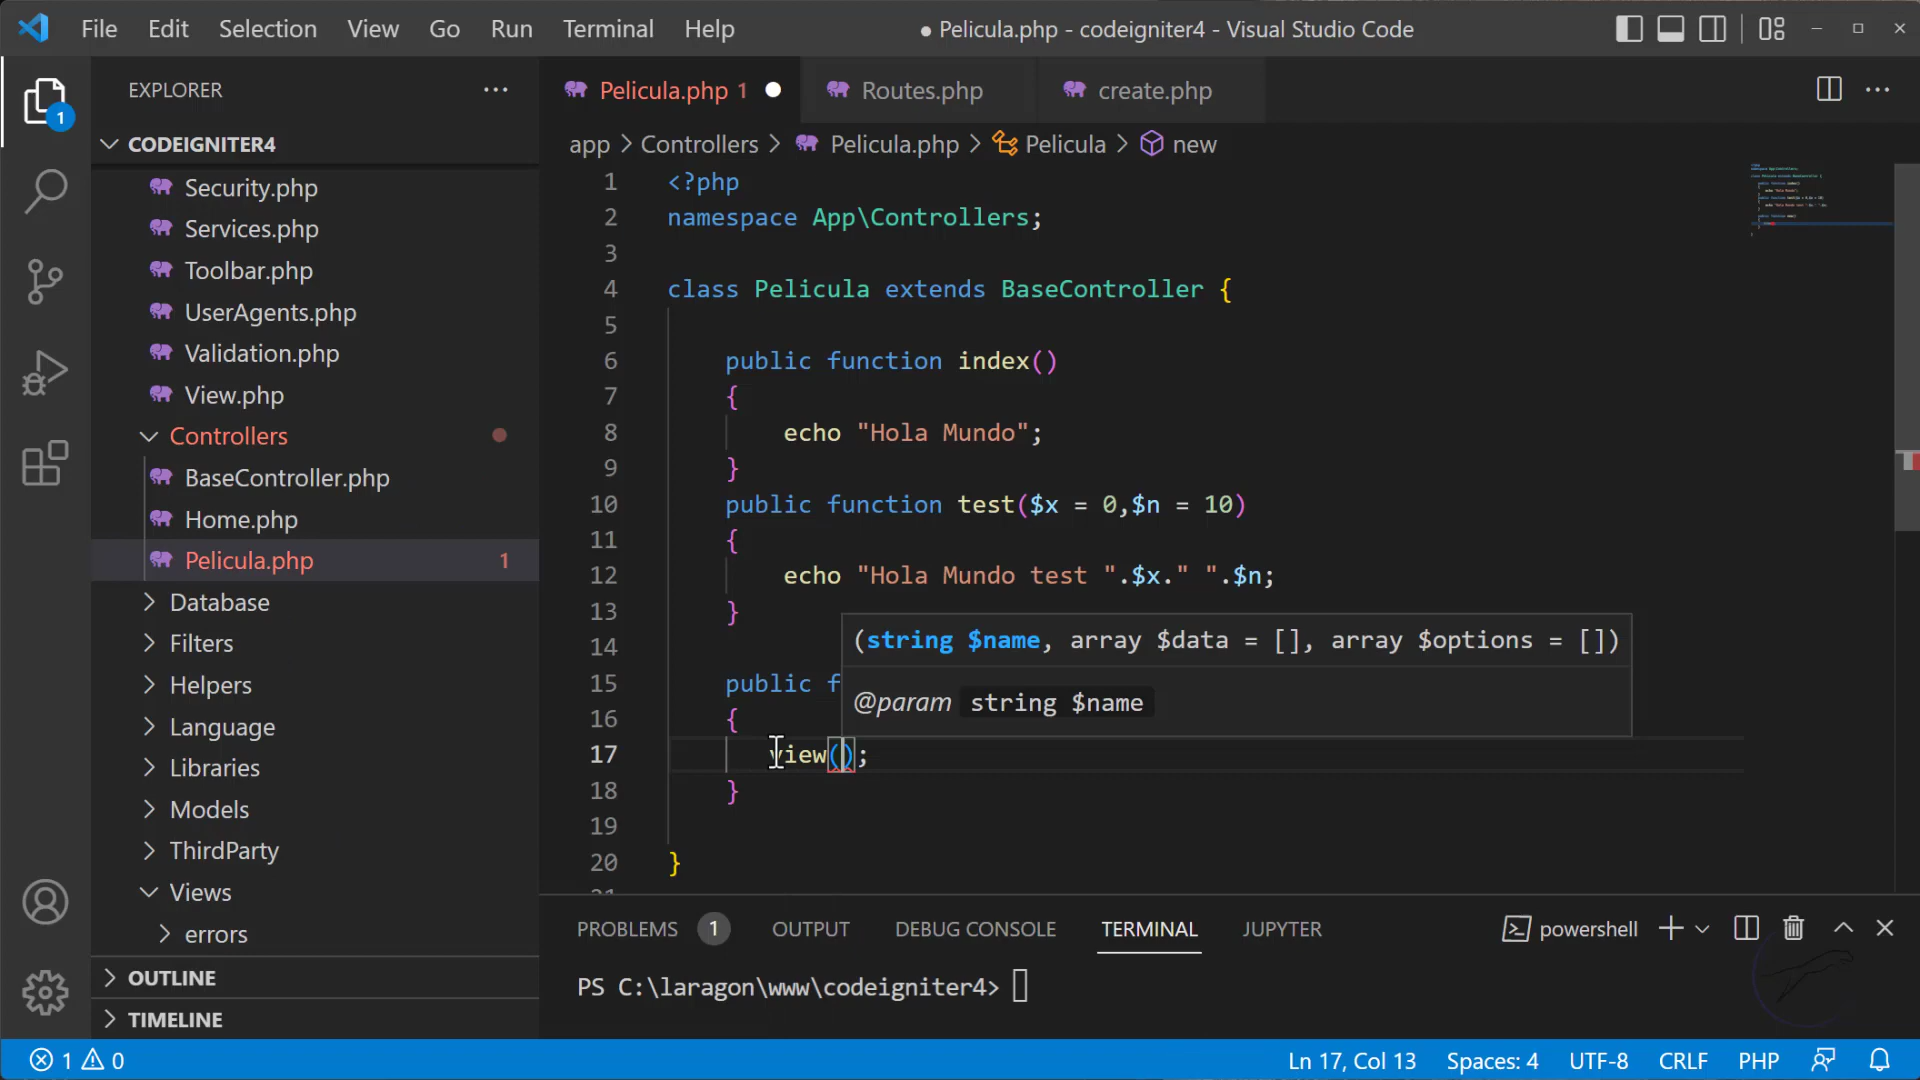 File Edit Selection View Go Run Terminal Help
● Pelicula.php - codeigniter4 - Visual Studio Code
1
EXPLORER ...
CODEIGNITER4
Security.php
Services.php
Toolbar.php
UserAgents.php
Validation.php
View.php
Controllers
BaseController.php
Home.php
Pelicula.php 1
Database
Filters
Helpers
Language
Libraries
Models
ThirdParty
Views
errors
OUTLINE
TIMELINE
Pelicula.php 1 Routes.php create.php
app > Controllers > Pelicula.php > Pelicula > new
1 <?php
2 namespace App\Controllers;
3
4 class Pelicula extends BaseController {
5
6 public function index()
7 {
8 echo "Hola Mundo";
9 }
10 public function test($x = 0,$n = 10)
11 {
12 echo "Hola Mundo test ".$x." ".$n;
13 }
14
15 public f
16 {
17 view();
18 }
19
20 }
(string $name, array $data = [], array $options = [])
@param string $name
PROBLEMS 1 OUTPUT DEBUG CONSOLE TERMINAL JUPYTER powershell
PS C:\laragon\www\codeigniter4>
1 0 Ln 17, Col 13 Spaces: 4 UTF-8 CRLF PHP